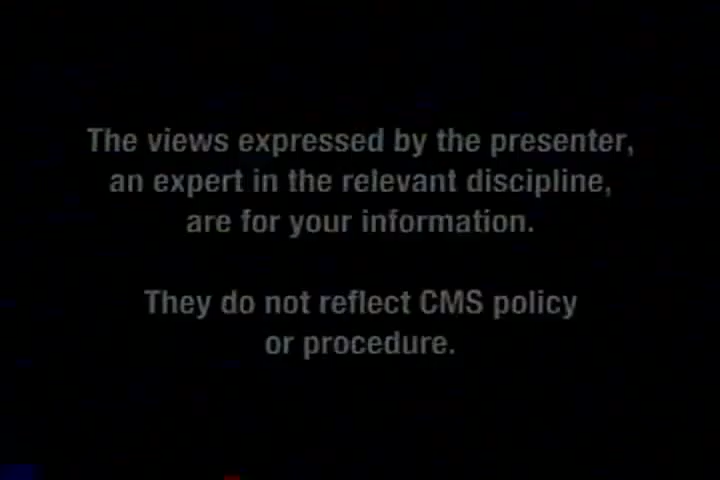 The views expressed by the presenter,
an expert in the relevant discipline,
are for your information.
They do not reflect CMS policy
or procedure.